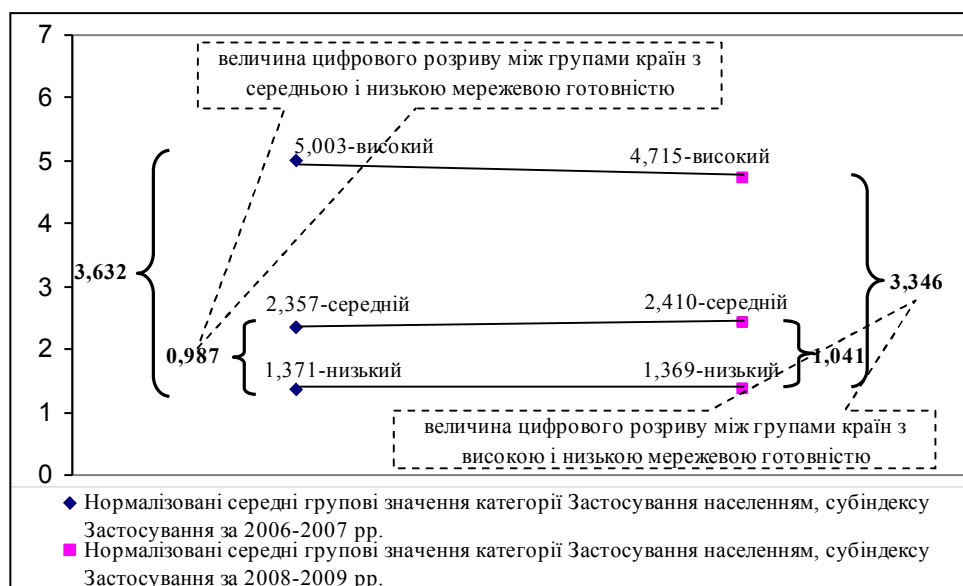 7
величина цифрового розриву між групами країн з
середньою і низькою мережевою готовністю
6
5,003-високий
4,715-високий
5
4
3,632
3,346
3
2,357-середній
2,410-середній
2
0,987
1,041
1,371-низький
1,369-низький
1
величина цифрового розриву між групами країн з
високою і низькою мережевою готовністю
0
Нормалізовані середні групові значення категорії Застосування населенням, субіндексу
Застосування за 2006-2007 рр.
Нормалізовані середні групові значення категорії Застосування населенням, субіндексу
Застосування за 2008-2009 рр.